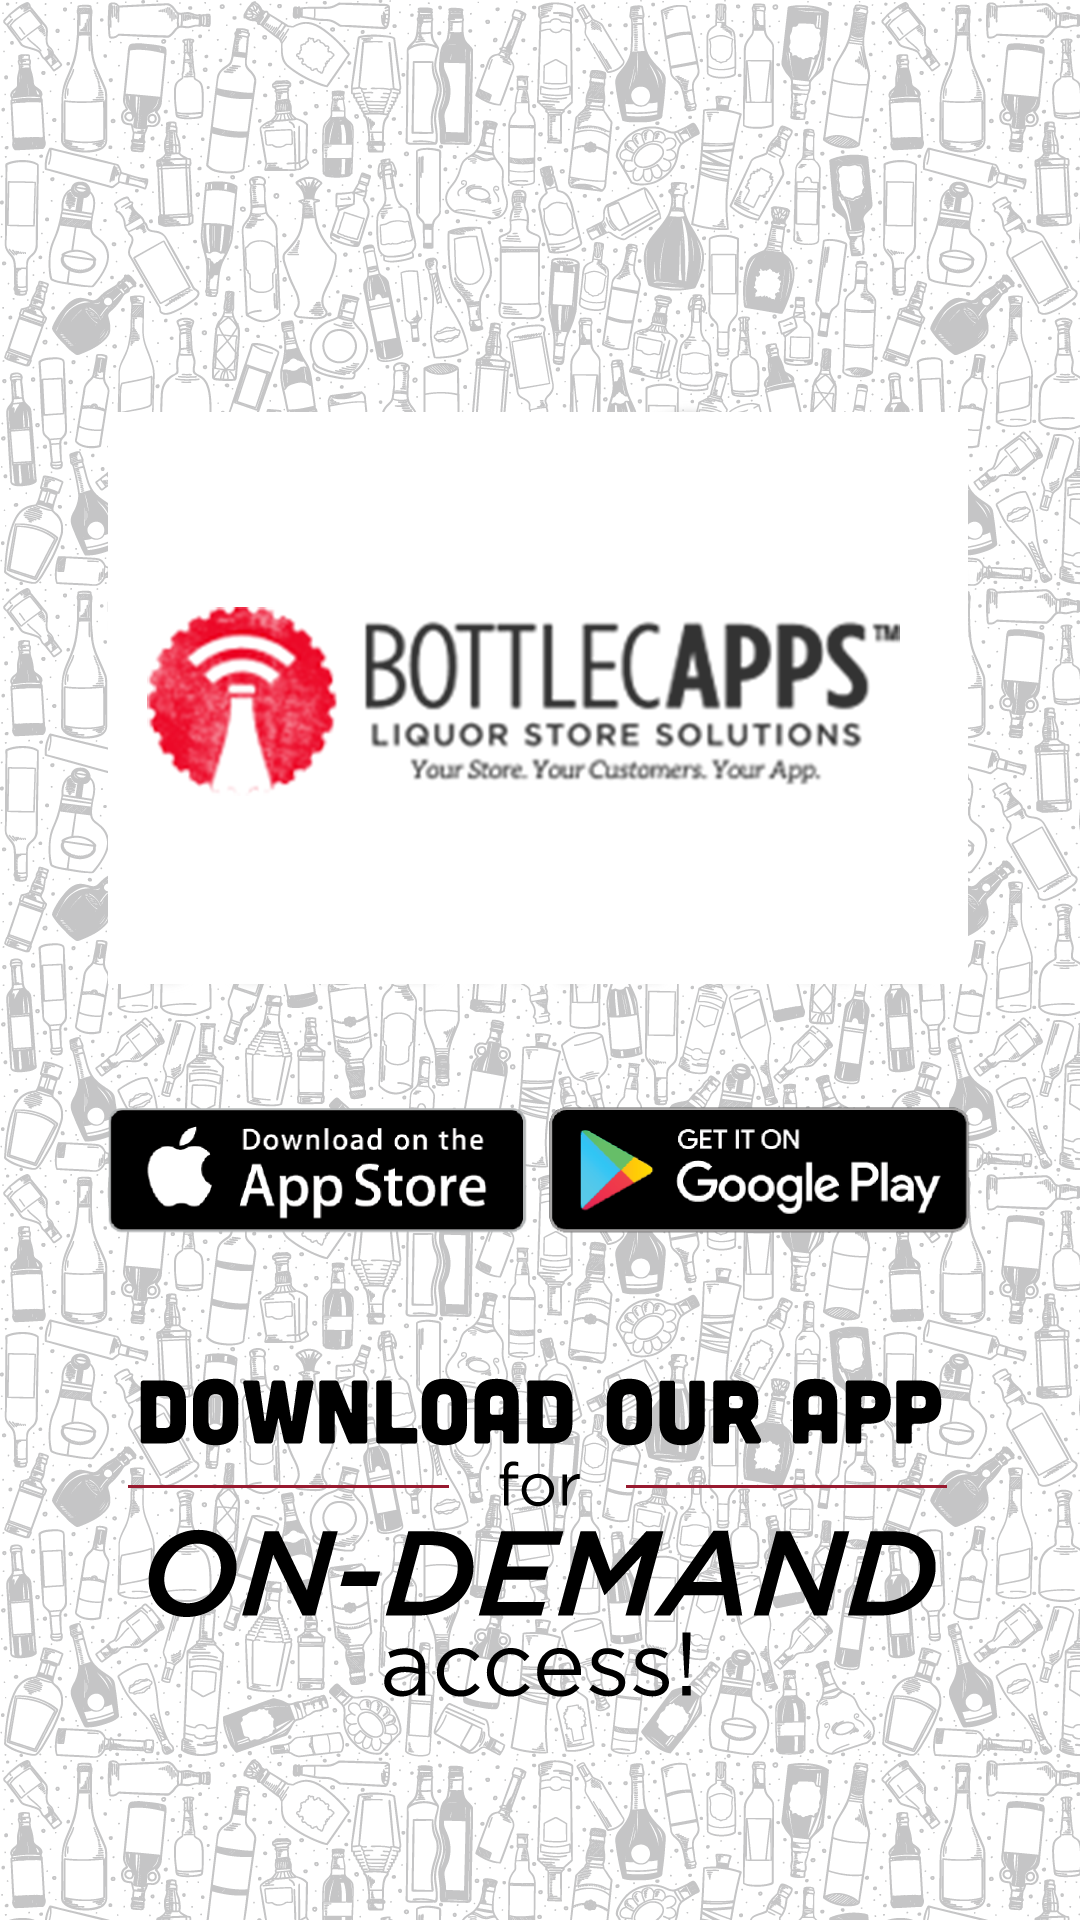 BOTTLECAPPS™
LIQUOR STORE SOLUTIONS
Your Store. Your Customers. Your App.
Download on the
App Store
GET IT ON
Google Play
DOWNLOAD OUR APP
for
ON-DEMAND
access!